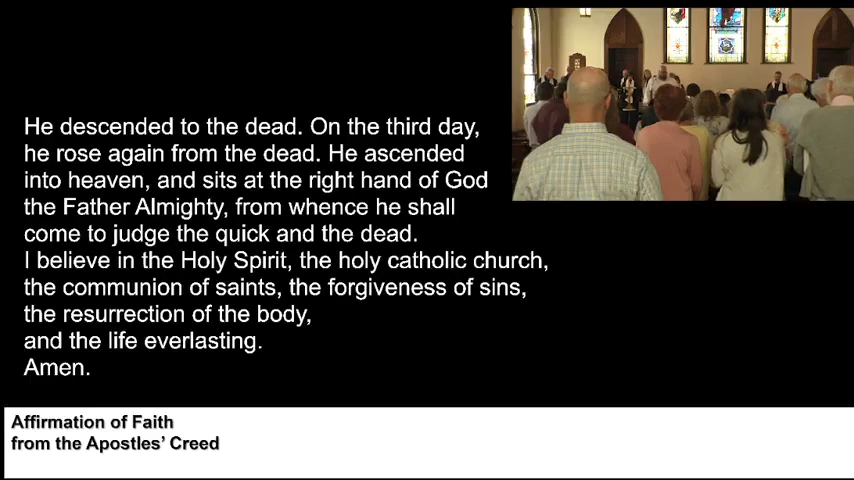 He descended to the dead. On the third day,
he rose again from the dead. He ascended
into heaven, and sits at the right hand of God
the Father Almighty, from whence he shall
come to judge the quick and the dead.
I believe in the Holy Spirit, the holy catholic church,
the communion of saints, the forgiveness of sins,
the resurrection of the body,
and the life everlasting.
Amen.
Affirmation of Faith
from the Apostles’ Creed